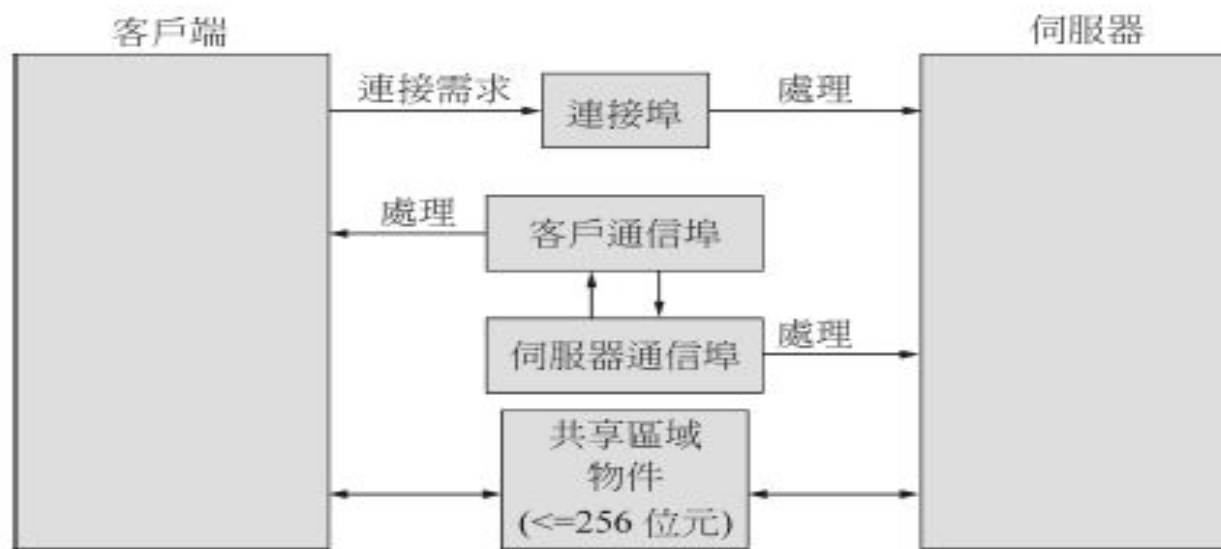 客戶端
伺服器
連接需求
連接埠
處理
處理
客戶通信埠
伺服器通信埠
處理
共享區域
物件
(<=256 位元)